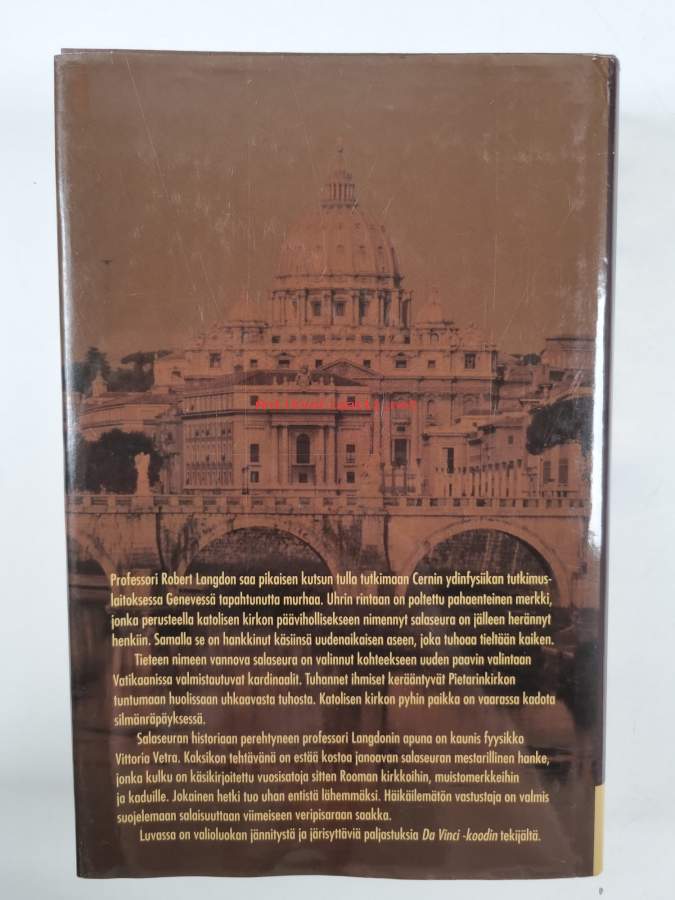 Professori Robert Langdon saa pikaisen kutsun tulla tutkimaan Cernin ydinfysiikan tutkimus-
laitoksessa Genevessä tapahtunutta murhaa. Uhrin rintaan on poltettu pahaenteinen merkki,
jonka perusteella katolisen kirkon päävihollisekseen nimennyt salaseura on jälleen herännyt
henkiin. Samalla se on hankkinut käsiinsä uudenaikaisen aseen, joka tuhoaa tieltään kaiken.
Tieteen nimeen vannova salaseura on valinnut kohteekseen uuden paavin valintaan
Vatikaanissa valmistautuvat kardinaalit. Tuhannet ihmiset kerääntyvät Pietarinkirkon
tuntumaan huolissaan uhkaavasta tuhosta. Katolisen kirkon pyhin paikka on vaarassa kadota
silmänräpäyksessä.
Salaseuran historiaan perehtyneen professori Langdonin apuna on kaunis fyysikko
Vittoria Vetra. Kaksikon tehtävänä on estää kostoa janoavan salaseuran mestarillinen hanke,
jonka kulku on käsikirjoitettu vuosisatoja sitten Rooman kirkkoihin, muistomerkkeihin
ja kaduille. Jokainen hetki tuo uhan entistä lähemmäksi. Häikäilemätön vastustaja on valmis
suojelemaan salaisuuttaan viimeiseen veripisaraan saakka.
Luvassa on valioluokan jännitystä ja järisyttäviä paljastuksia Da Vinci -koodin tekijältä.